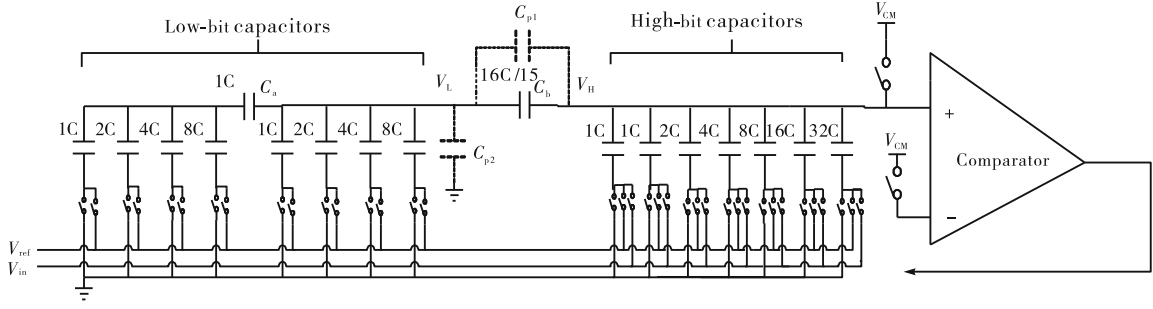 Low-bit capacitors
High-bit capacitors
C_p1
V_CM
16C/15
1C
C_a
V_L
C_b
V_H
1C 2C 4C 8C
1C 2C 4C 8C
1C 1C 2C 4C 8C 16C 32C
C_p2
V_CM
+
Comparator
−
V_ref
V_in